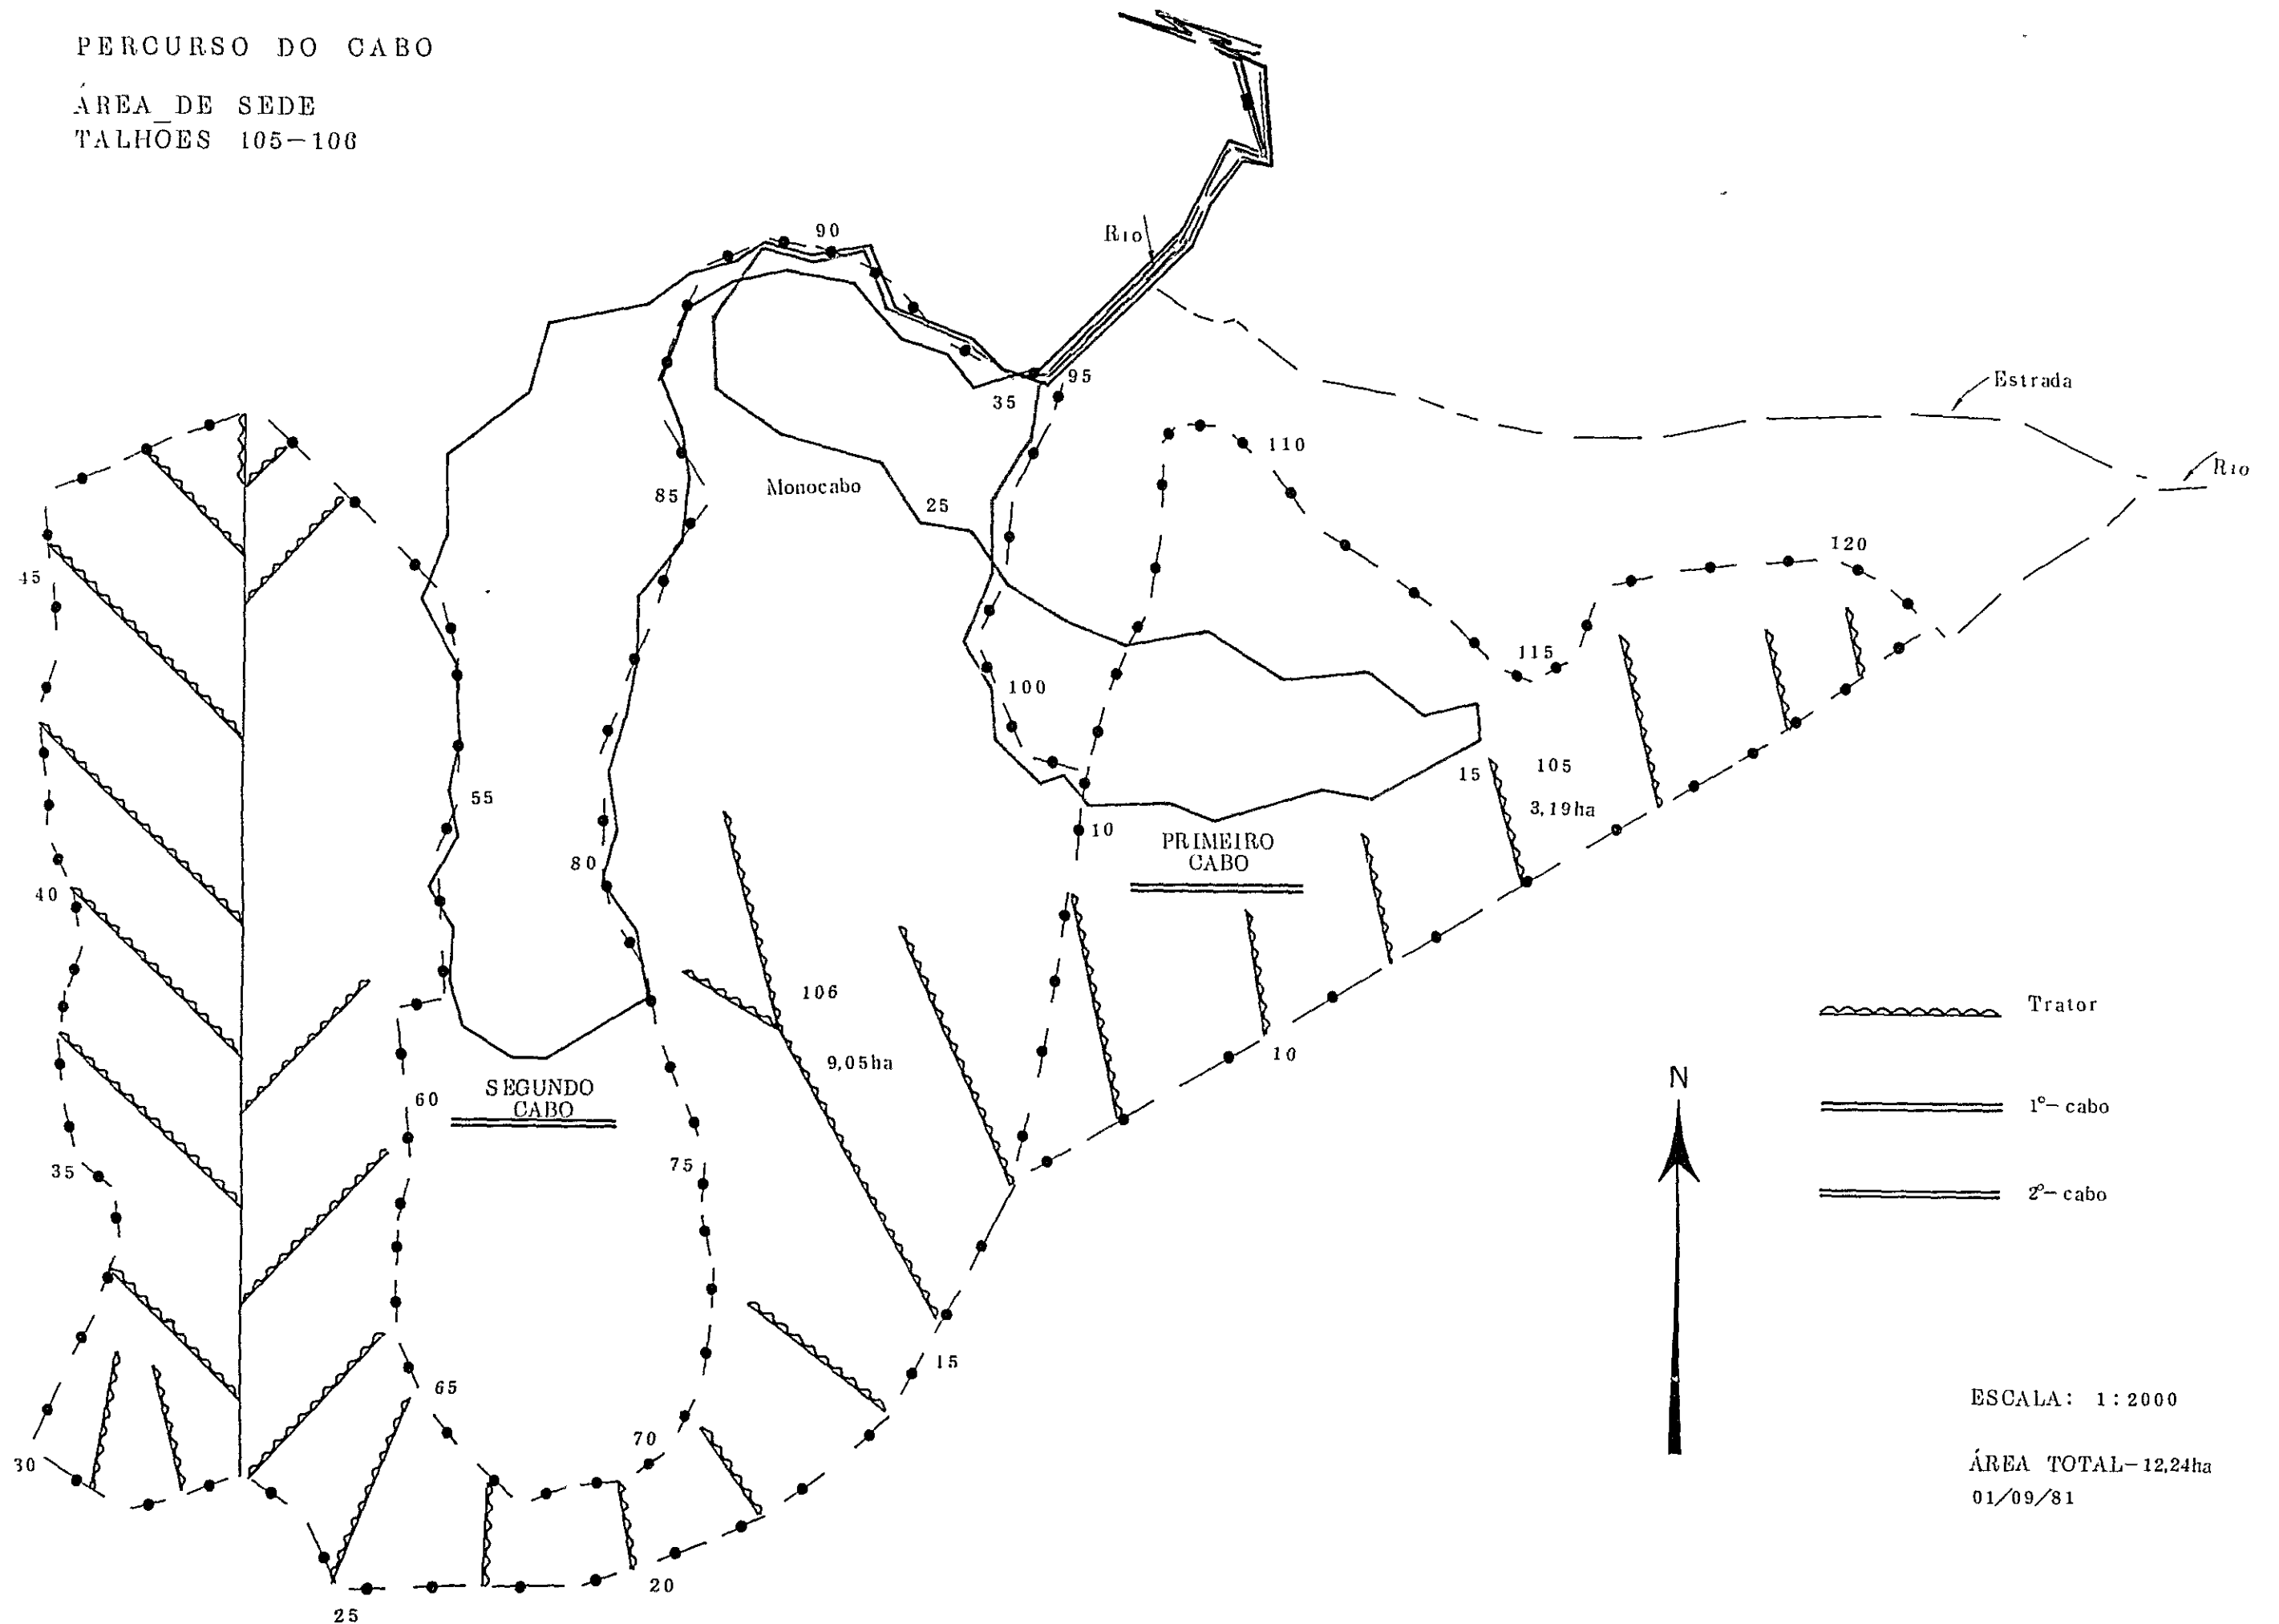 PERCURSO DO CABO
ÁREA DE SEDE
TALHÕES 105-106
90
Rio
95
35
Estrada
Rio
110
85
Monocabo
25
45
120
115
100
55
15
105
3,19ha
10
80
PRIMEIRO
CABO
40
106
9,05ha
10
Trator
N
SEGUNDO
CABO
60
1º- cabo
35
75
2º- cabo
15
65
ESCALA: 1:2000
30
70
ÁREA TOTAL-12,24ha
01/09/81
20
25